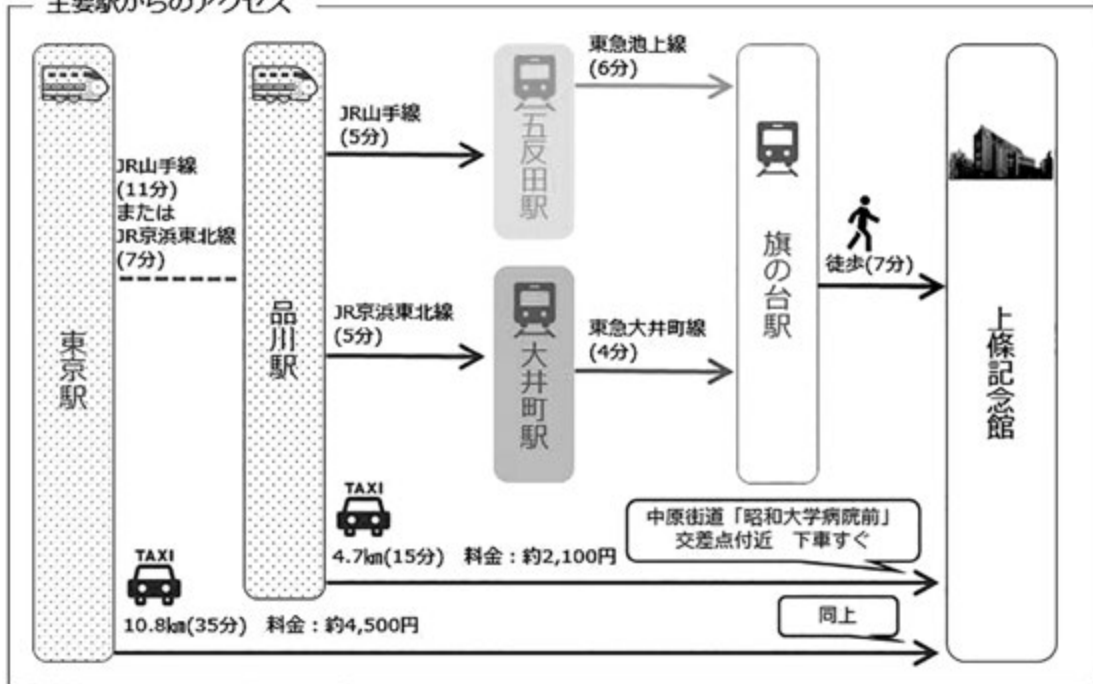 主要駅からのアクセス
東京駅
JR山手線
(11分)
または
JR京浜東北線
(7分)
品川駅
JR山手線
(5分)
五反田駅
東急池上線
(6分)
JR京浜東北線
(5分)
大井町駅
東急大井町線
(4分)
旗の台駅
徒歩(7分)
上條記念館
TAXI
4.7㎞(15分) 料金：約2,100円
中原街道「昭和大学病院前」
交差点付近 下車すぐ
TAXI
10.8㎞(35分) 料金：約4,500円
同上